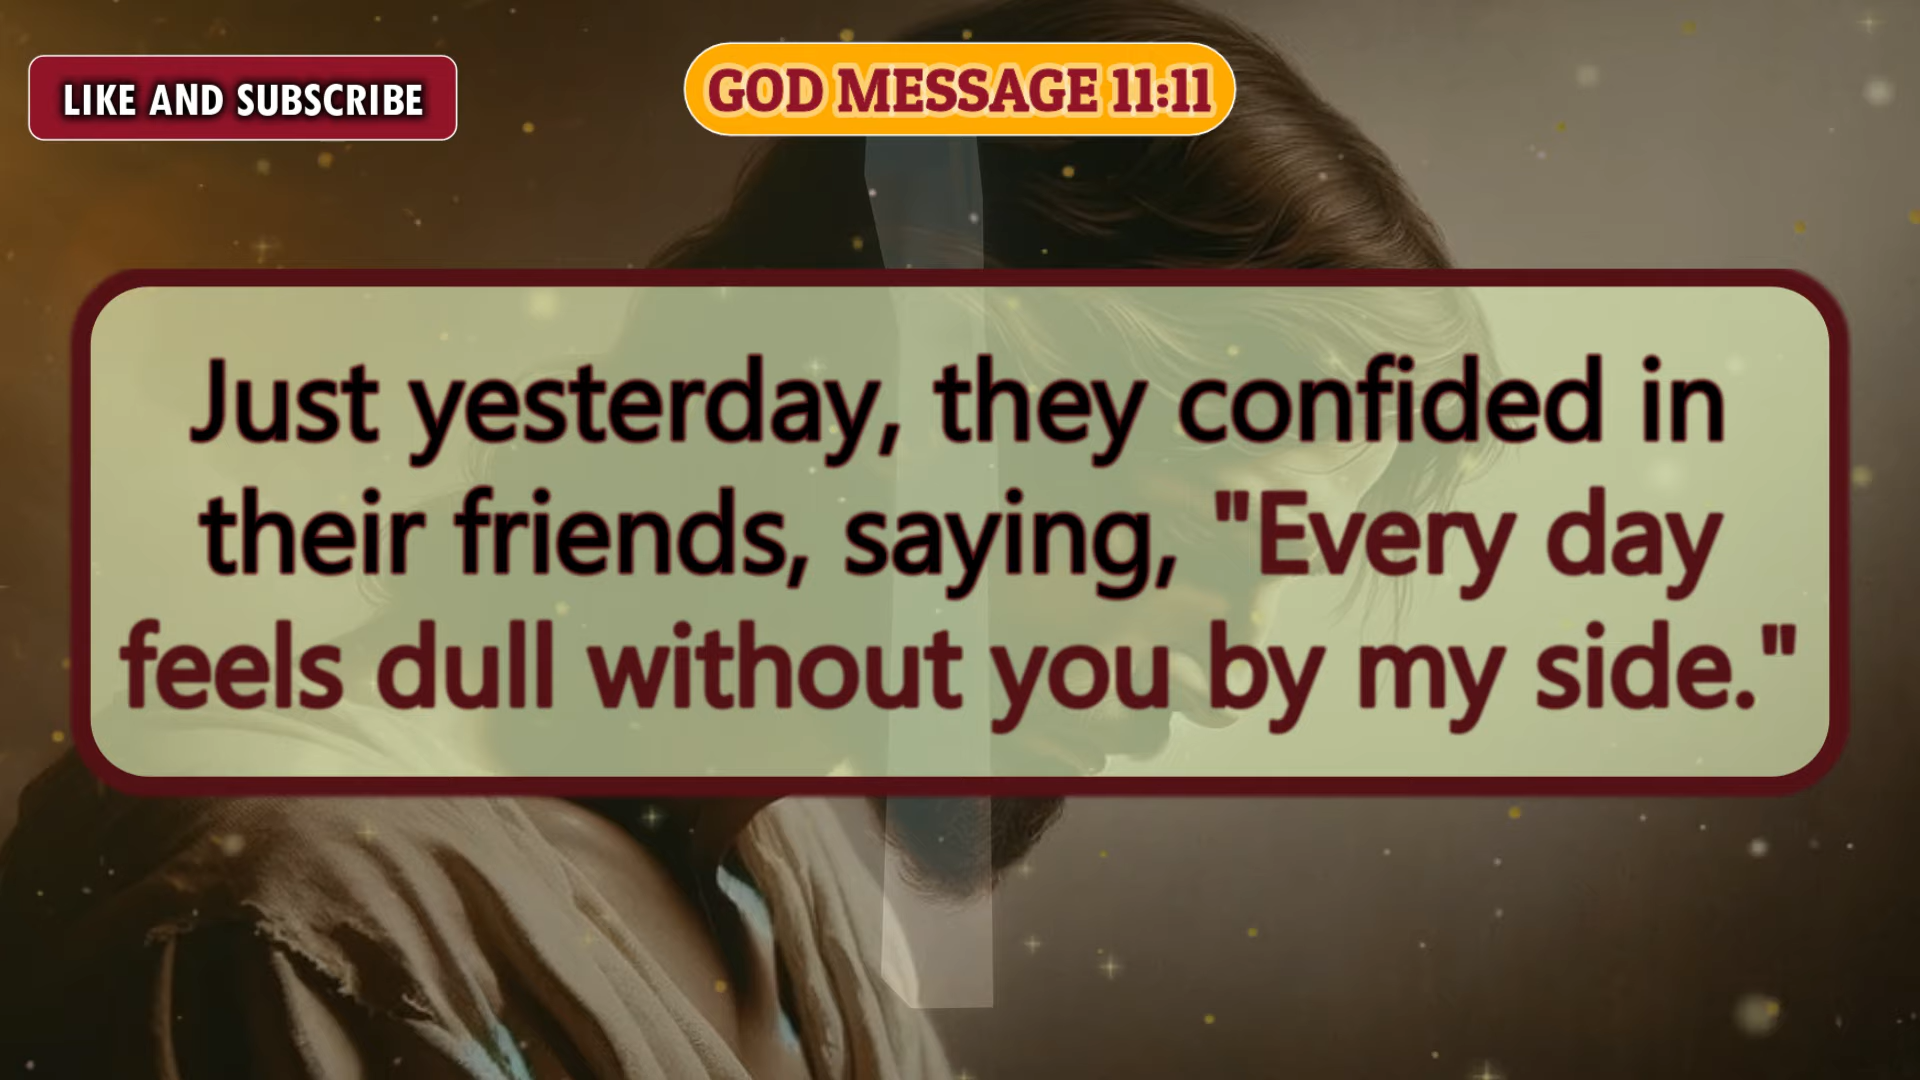 LIKE AND SUBSCRIBE
GOD MESSAGE 11:11
Just yesterday, they confided in
their friends, saying, "Every day
feels dull without you by my side."